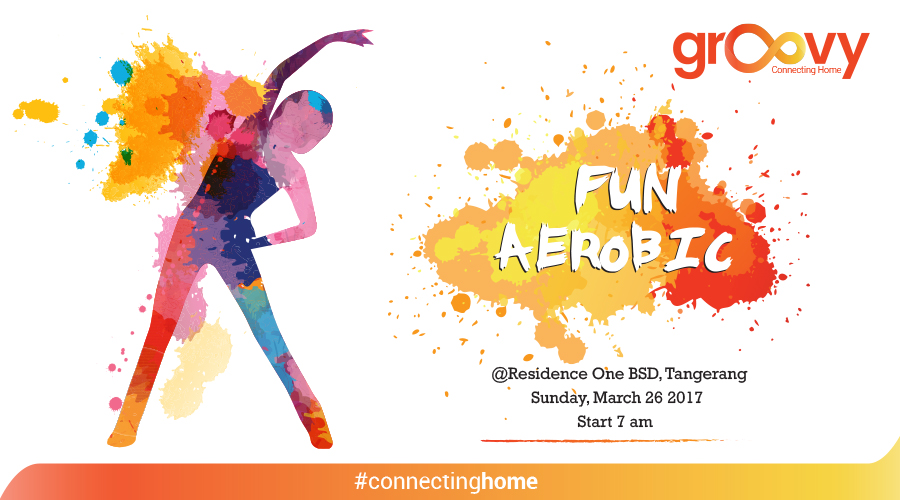 groovy
Connecting Home
FUN
AEROBIC
@Residence One BSD, Tangerang
Sunday, March 26 2017
Start 7 am
#connectinghome